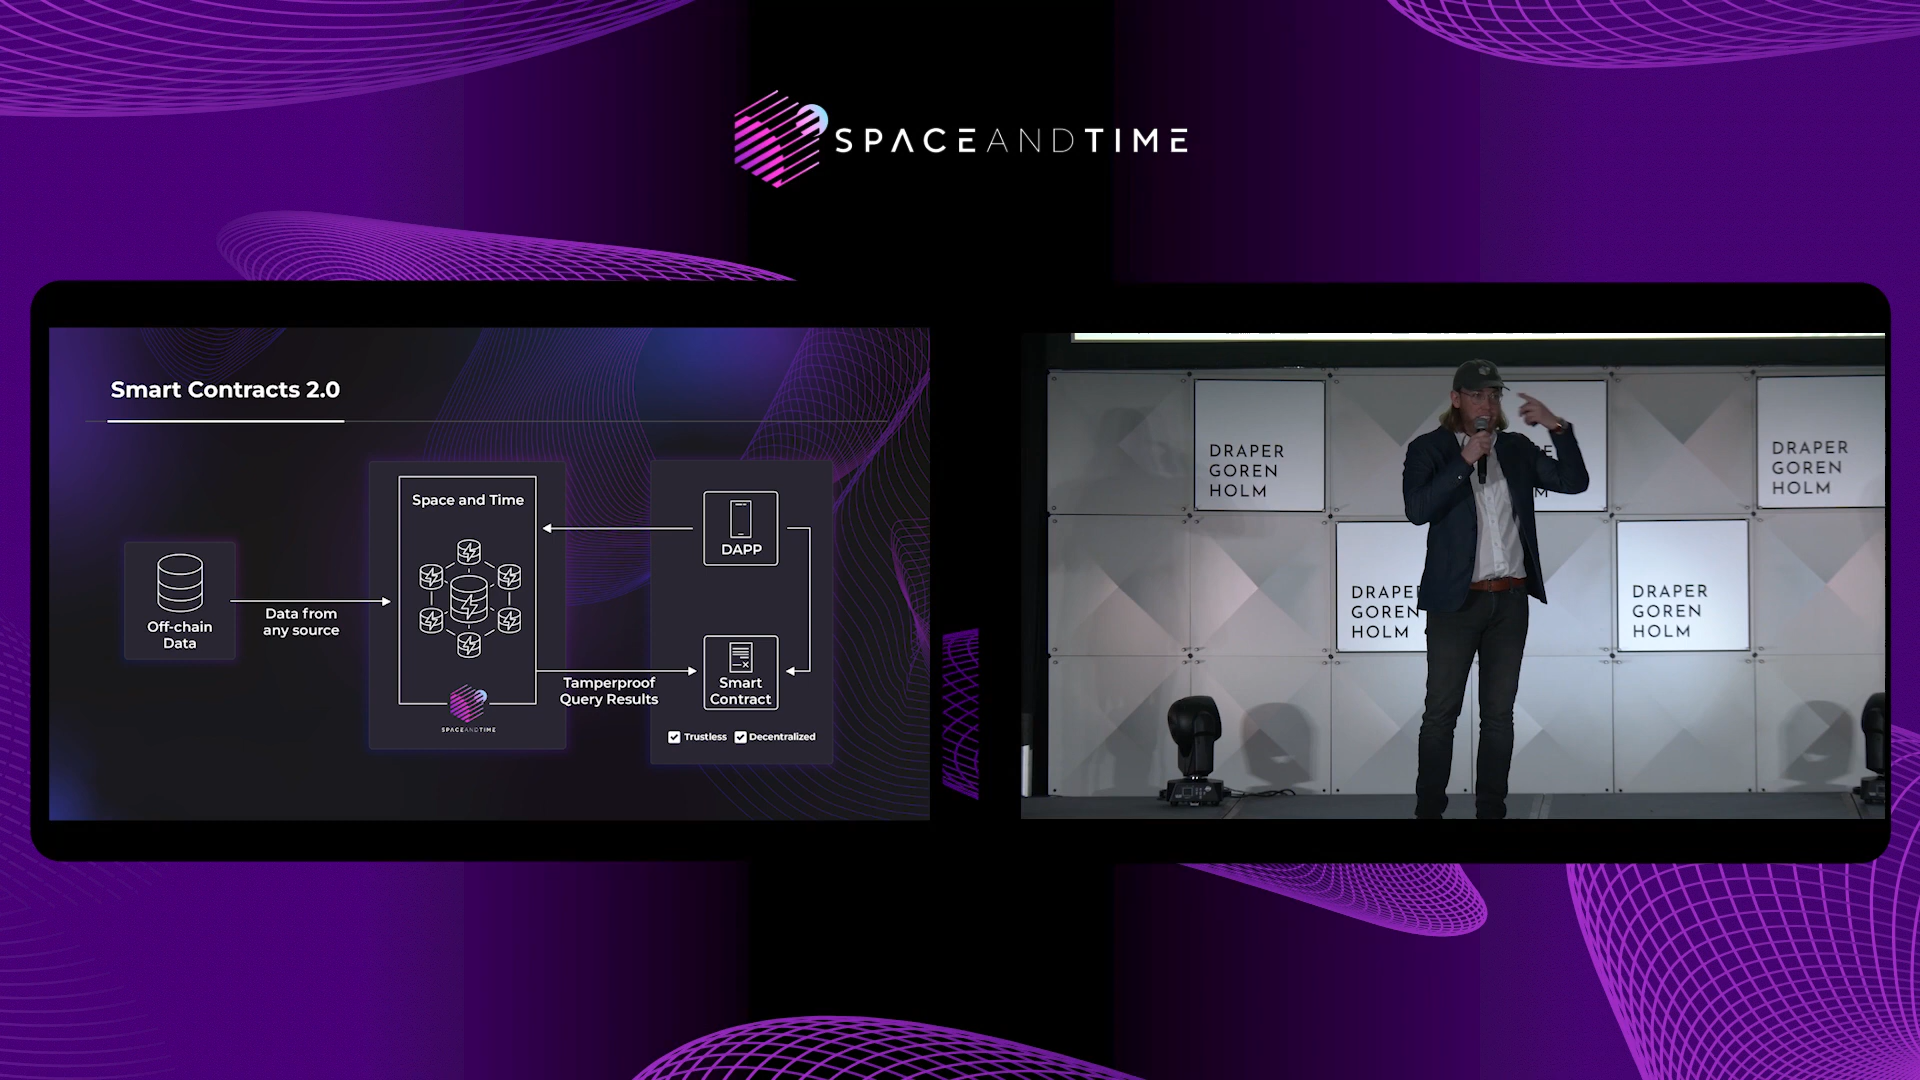 SPACEANDTIME
Smart Contracts 2.0
Off-chain
Data
Data from
any source
Space and Time
SPACEANDTIME
Tamperproof
Query Results
DAPP
Smart
Contract
Trustless
Decentralized
DRAPER
GOREN
HOLM
DRAPER
GOREN
HOLM
DRAPER
GOREN
HOLM
DRAPER
GOREN
HOLM